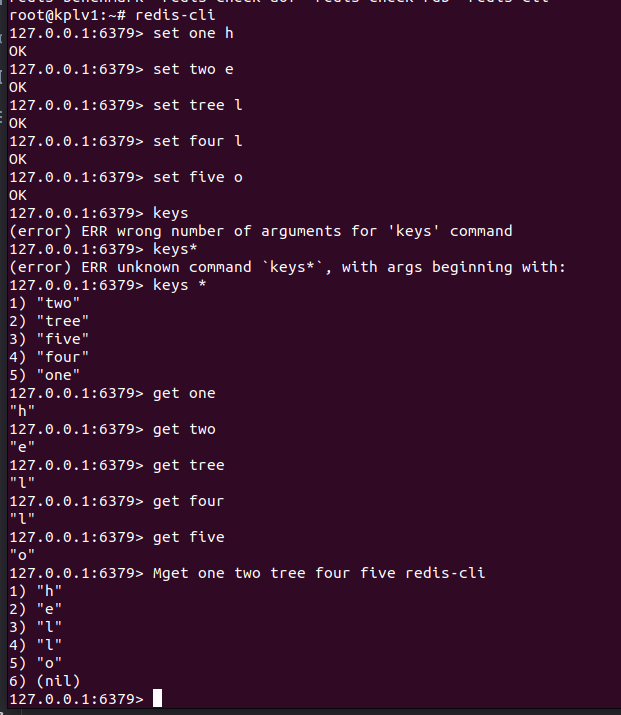 root@kplv1:~# redis-cli
127.0.0.1:6379> set one h
OK
127.0.0.1:6379> set two e
OK
127.0.0.1:6379> set tree l
OK
127.0.0.1:6379> set four l
OK
127.0.0.1:6379> set five o
OK
127.0.0.1:6379> keys
(error) ERR wrong number of arguments for 'keys' command
127.0.0.1:6379> keys*
(error) ERR unknown command `keys*`, with args beginning with:
127.0.0.1:6379> keys *
1) "two"
2) "tree"
3) "five"
4) "four"
5) "one"
127.0.0.1:6379> get one
"h"
127.0.0.1:6379> get two
"e"
127.0.0.1:6379> get tree
"l"
127.0.0.1:6379> get four
"l"
127.0.0.1:6379> get five
"o"
127.0.0.1:6379> Mget one two tree four five redis-cli
1) "h"
2) "e"
3) "l"
4) "l"
5) "o"
6) (nil)
127.0.0.1:6379>